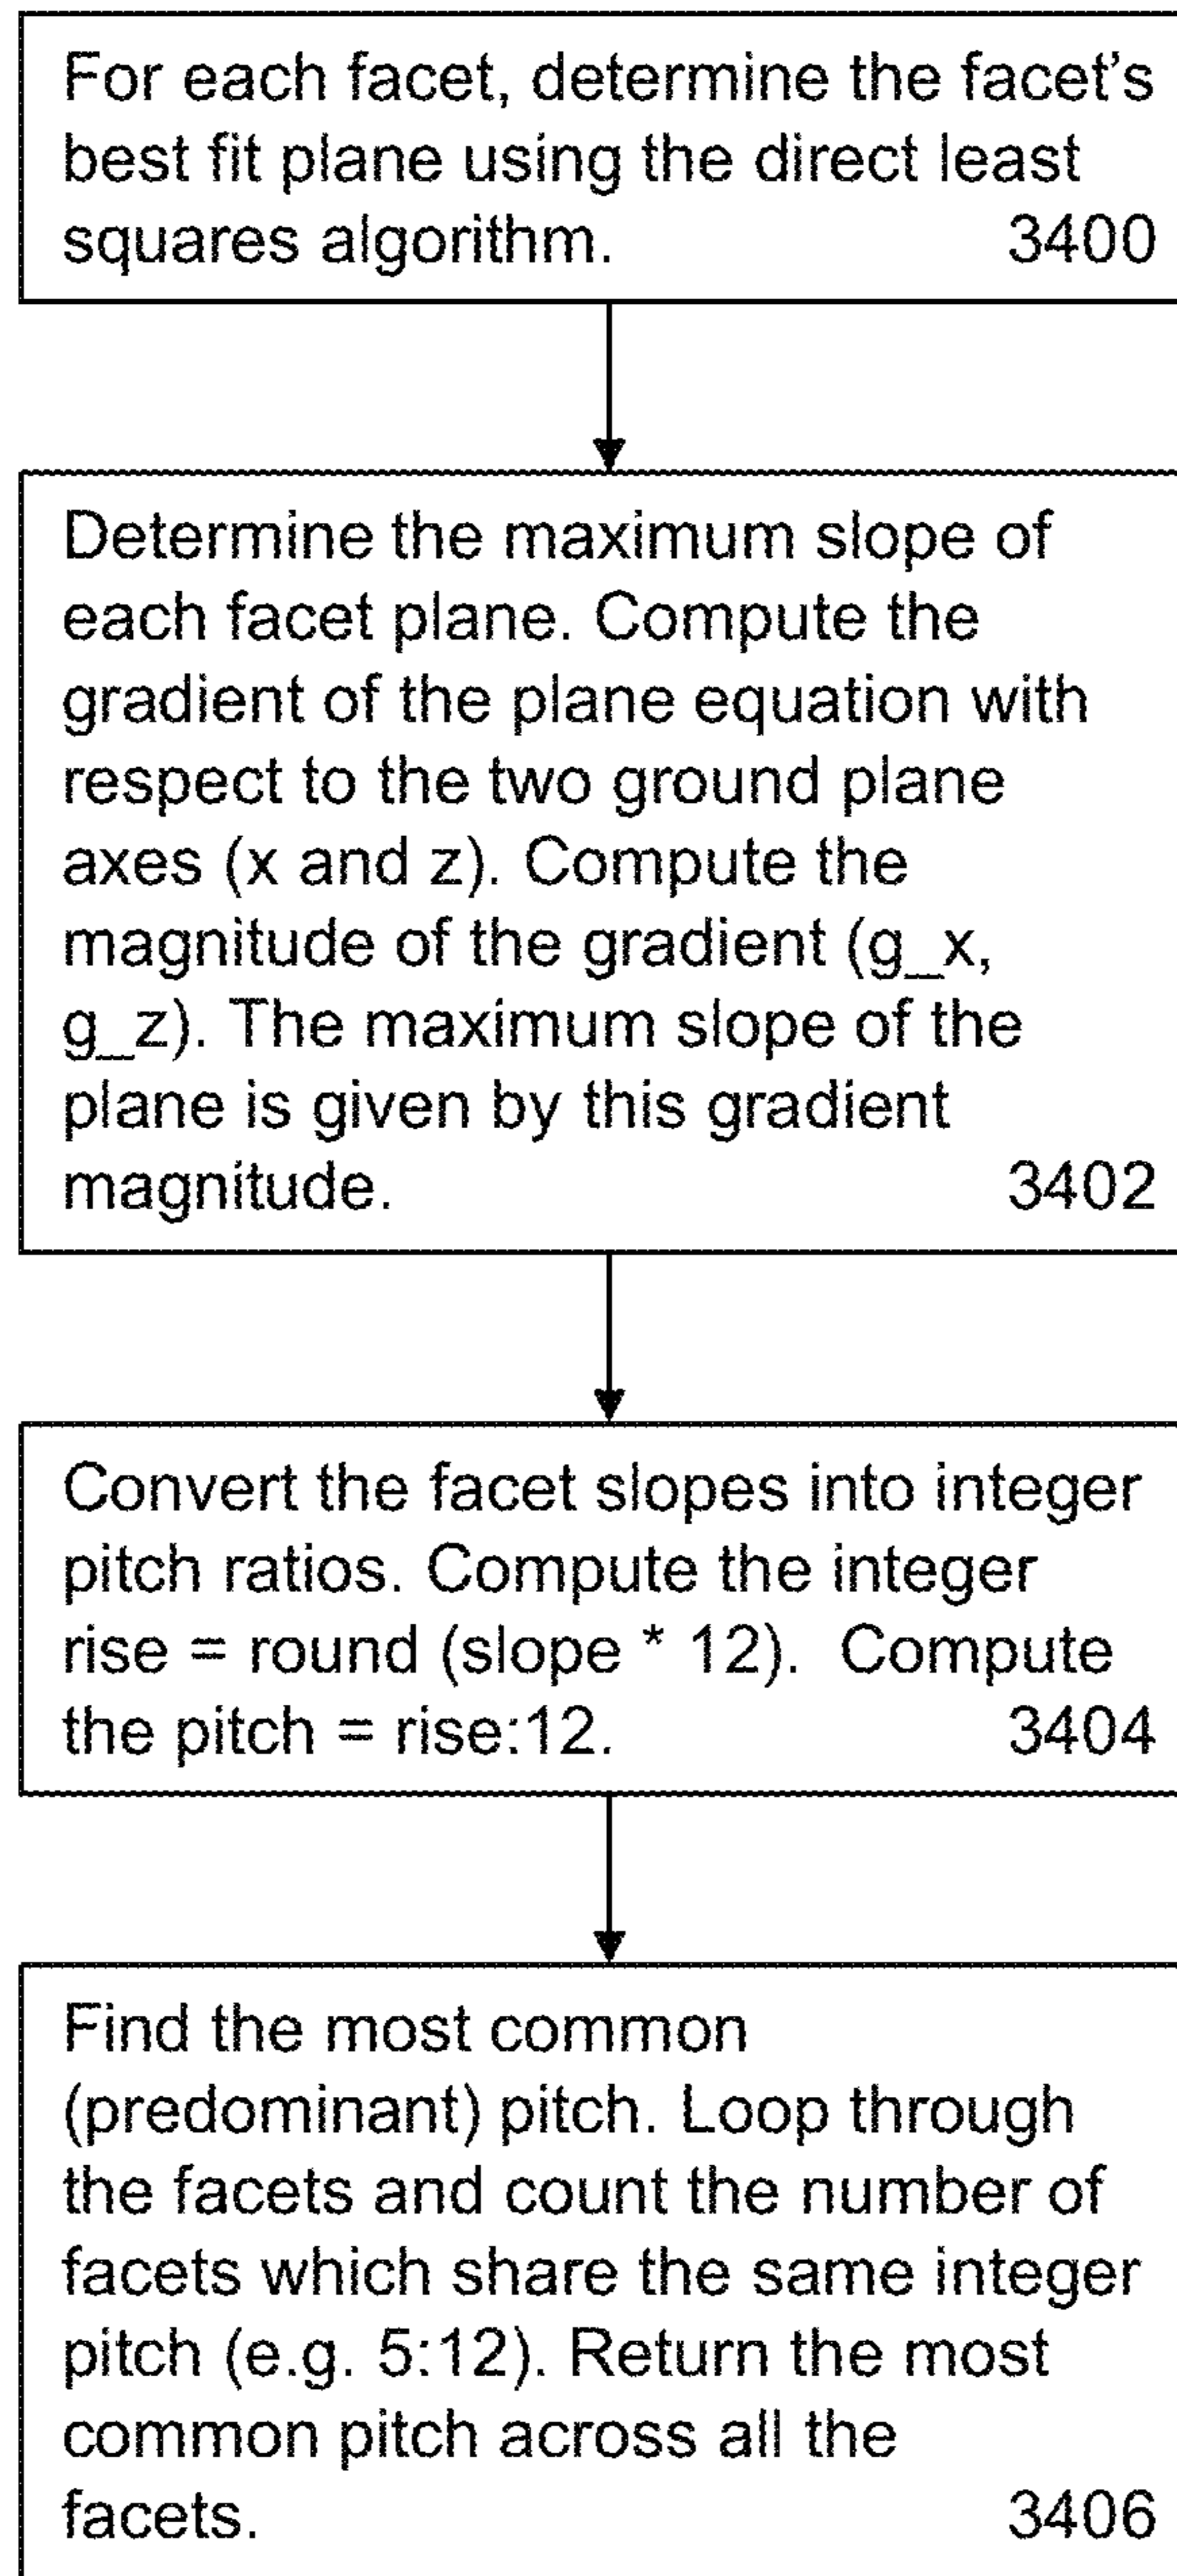 For each facet, determine the facet's
best fit plane using the direct least
squares algorithm. 3400
Determine the maximum slope of
each facet plane. Compute the
gradient of the plane equation with
respect to the two ground plane
axes (x and z). Compute the
magnitude of the gradient (g_x,
g_z). The maximum slope of the
plane is given by this gradient
magnitude. 3402
Convert the facet slopes into integer
pitch ratios. Compute the integer
rise = round (slope * 12). Compute
the pitch = rise:12. 3404
Find the most common
(predominant) pitch. Loop through
the facets and count the number of
facets which share the same integer
pitch (e.g. 5:12). Return the most
common pitch across all the
facets. 3406